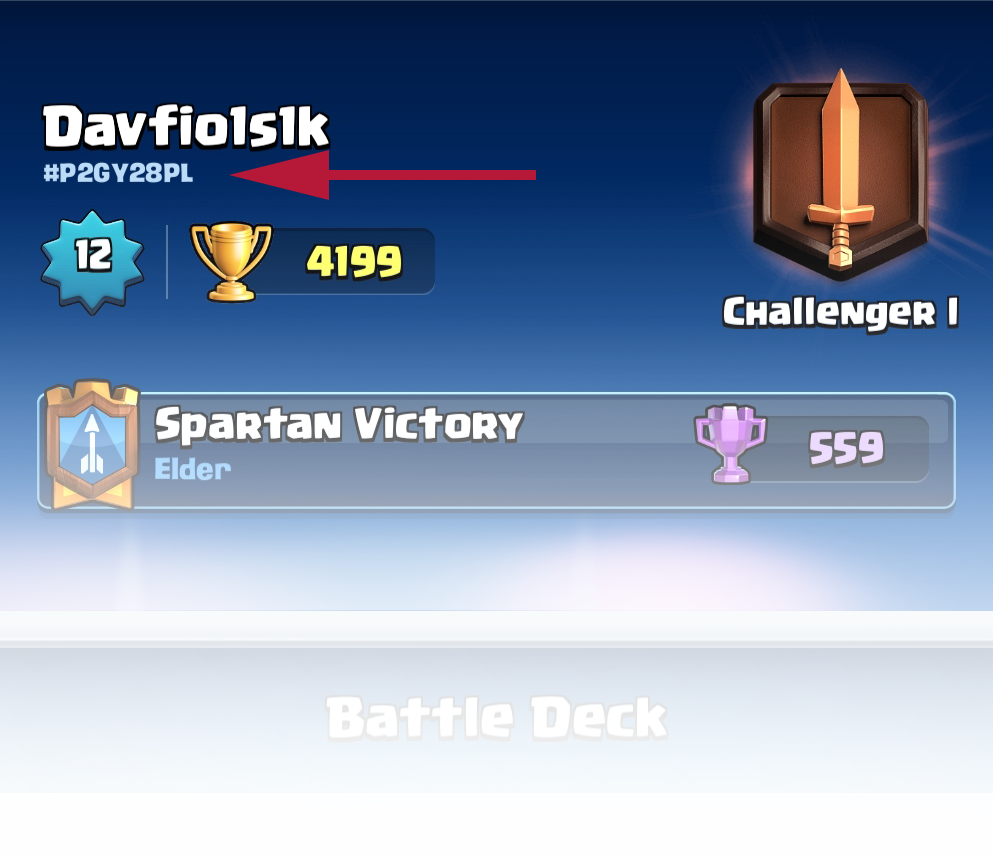 Davfio1s1k
#P2GY28PL
12
4199
Challenger I
Spartan Victory
Elder
559
Battle Deck